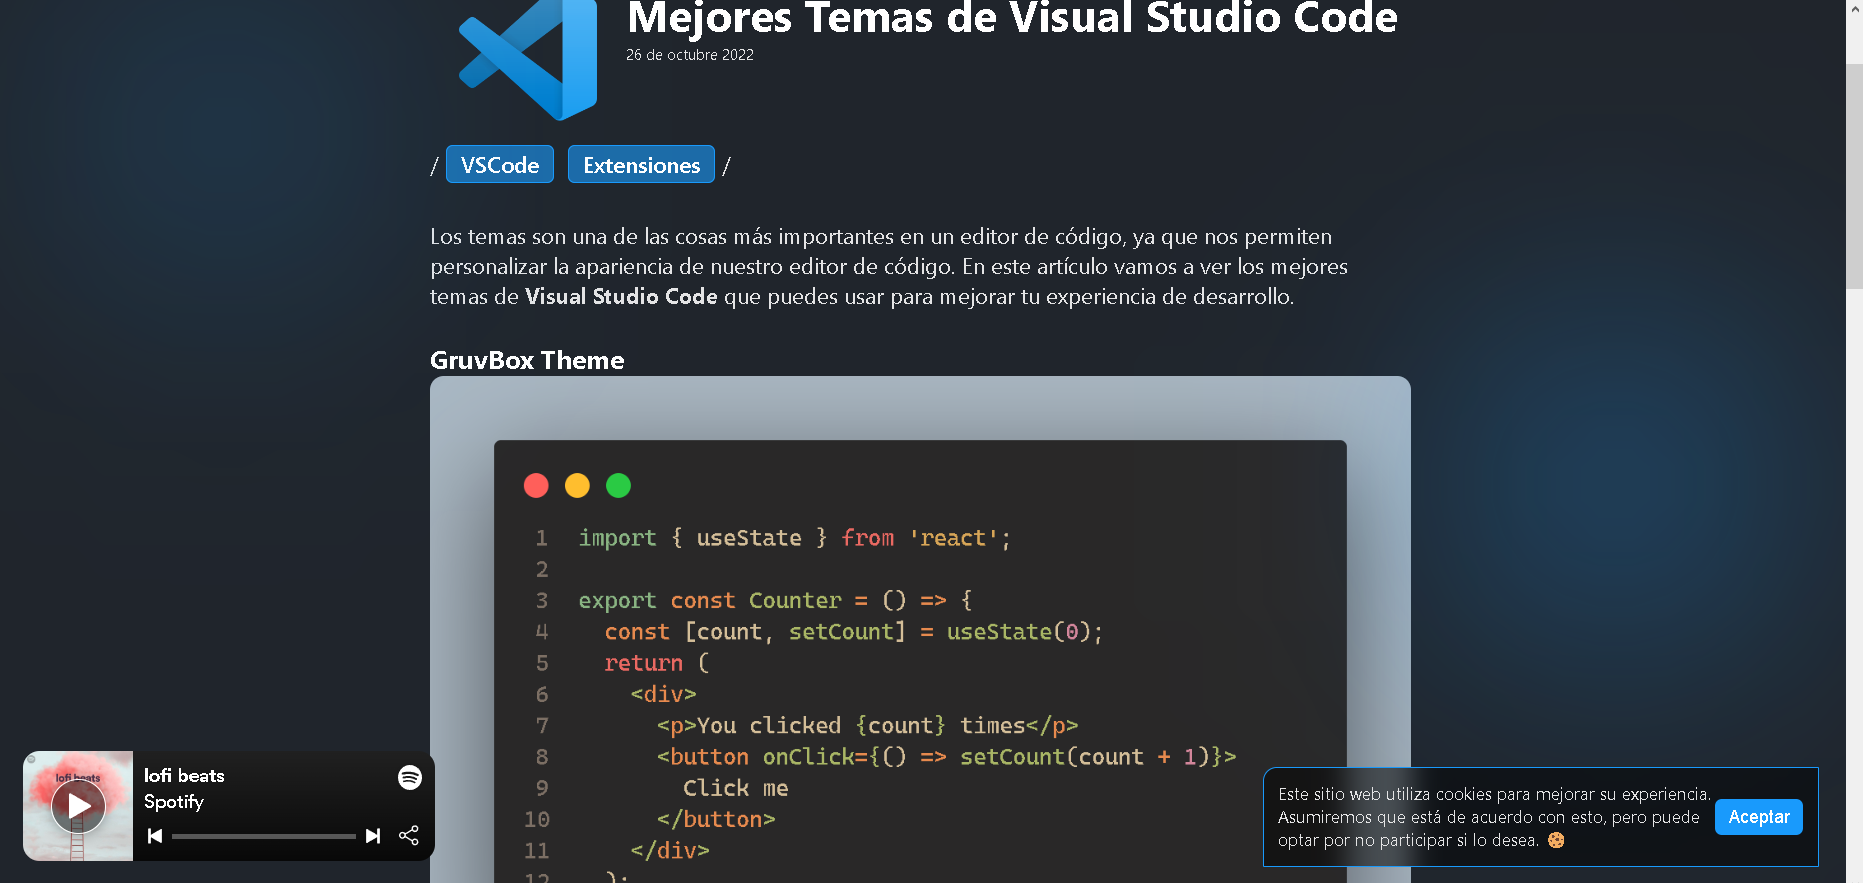 Mejores Temas de Visual Studio Code
26 de octubre 2022
/ VSCode Extensiones /
Los temas son una de las cosas más importantes en un editor de código, ya que nos permiten
personalizar la apariencia de nuestro editor de código. En este artículo vamos a ver los mejores
temas de Visual Studio Code que puedes usar para mejorar tu experiencia de desarrollo.
GruvBox Theme
1 import { useState } from 'react';
2
3 export const Counter = () => {
4 const [count, setCount] = useState(0);
5 return (
6 <div>
7 <p>You clicked {count} times</p>
8 <button onClick={() => setCount(count + 1)}>
9 Click me
10 </button>
11 </div>
12 );
lofi beats
lofi beats
Spotify
Este sitio web utiliza cookies para mejorar su experiencia.
Asumiremos que está de acuerdo con esto, pero puede
optar por no participar si lo desea. 🍪
Aceptar